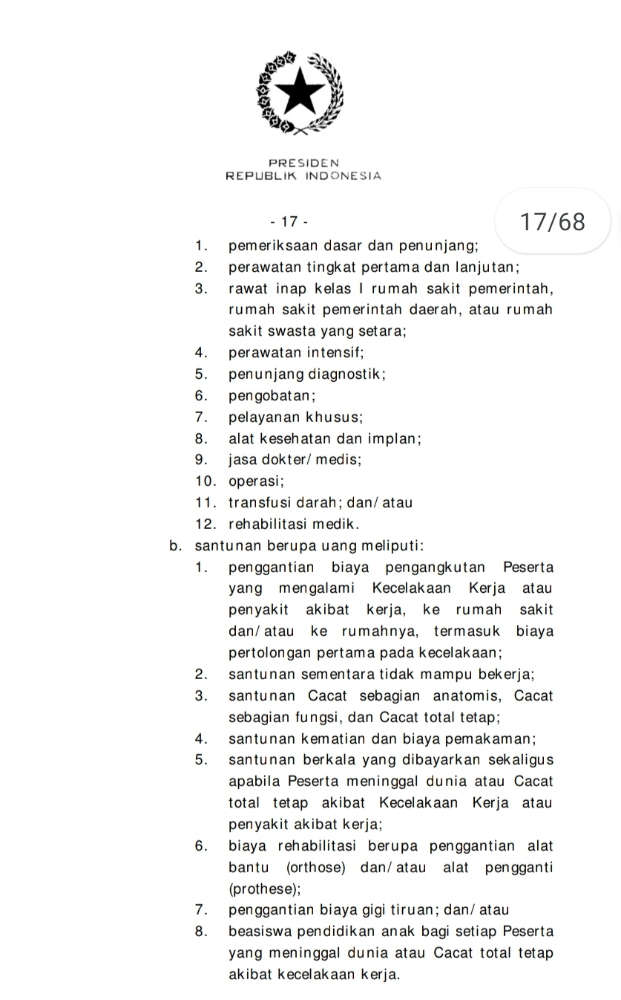 PRESIDEN
REPUBLIK INDONESIA
- 17 -
17/68
1. pemeriksaan dasar dan penunjang;
2. perawatan tingkat pertama dan lanjutan;
3. rawat inap kelas I rumah sakit pemerintah,
rumah sakit pemerintah daerah, atau rumah
sakit swasta yang setara;
4. perawatan intensif;
5. penunjang diagnostik;
6. pengobatan;
7. pelayanan khusus;
8. alat kesehatan dan implan;
9. jasa dokter/medis;
10. operasi;
11. transfusi darah; dan/atau
12. rehabilitasi medik.
b. santunan berupa uang meliputi:
1. penggantian biaya pengangkutan Peserta
yang mengalami Kecelakaan Kerja atau
penyakit akibat kerja, ke rumah sakit
dan/atau ke rumahnya, termasuk biaya
pertolongan pertama pada kecelakaan;
2. santunan sementara tidak mampu bekerja;
3. santunan Cacat sebagian anatomis, Cacat
sebagian fungsi, dan Cacat total tetap;
4. santunan kematian dan biaya pemakaman;
5. santunan berkala yang dibayarkan sekaligus
apabila Peserta meninggal dunia atau Cacat
total tetap akibat Kecelakaan Kerja atau
penyakit akibat kerja;
6. biaya rehabilitasi berupa penggantian alat
bantu (orthose) dan/atau alat pengganti
(prothese);
7. penggantian biaya gigi tiruan; dan/atau
8. beasiswa pendidikan anak bagi setiap Peserta
yang meninggal dunia atau Cacat total tetap
akibat kecelakaan kerja.